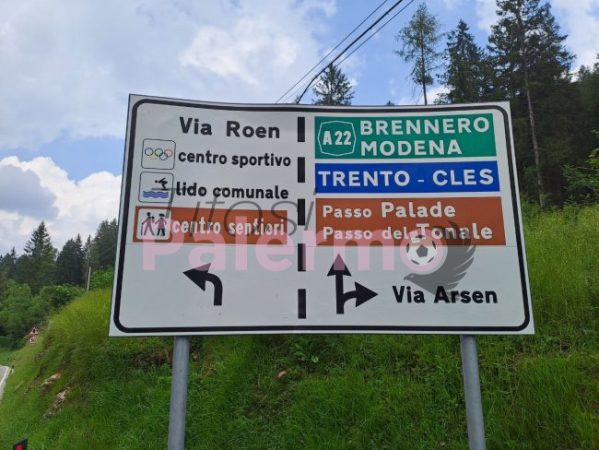 Via Roen
centro sportivo
lido comunale
centro sentieri
A22 BRENNERO
MODENA
TRENTO - CLES
Passo Palade
Passo del Tonale
Via Arsen
Tifosi
Palermo